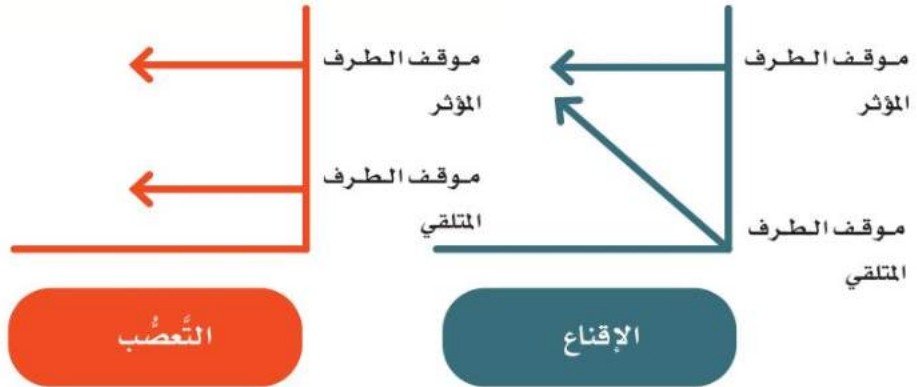 موقف الطرف
المؤثر
موقف الطرف
المتلقي
الإقناع
موقف الطرف
المؤثر
موقف الطرف
المتلقي
التَّعصُّب